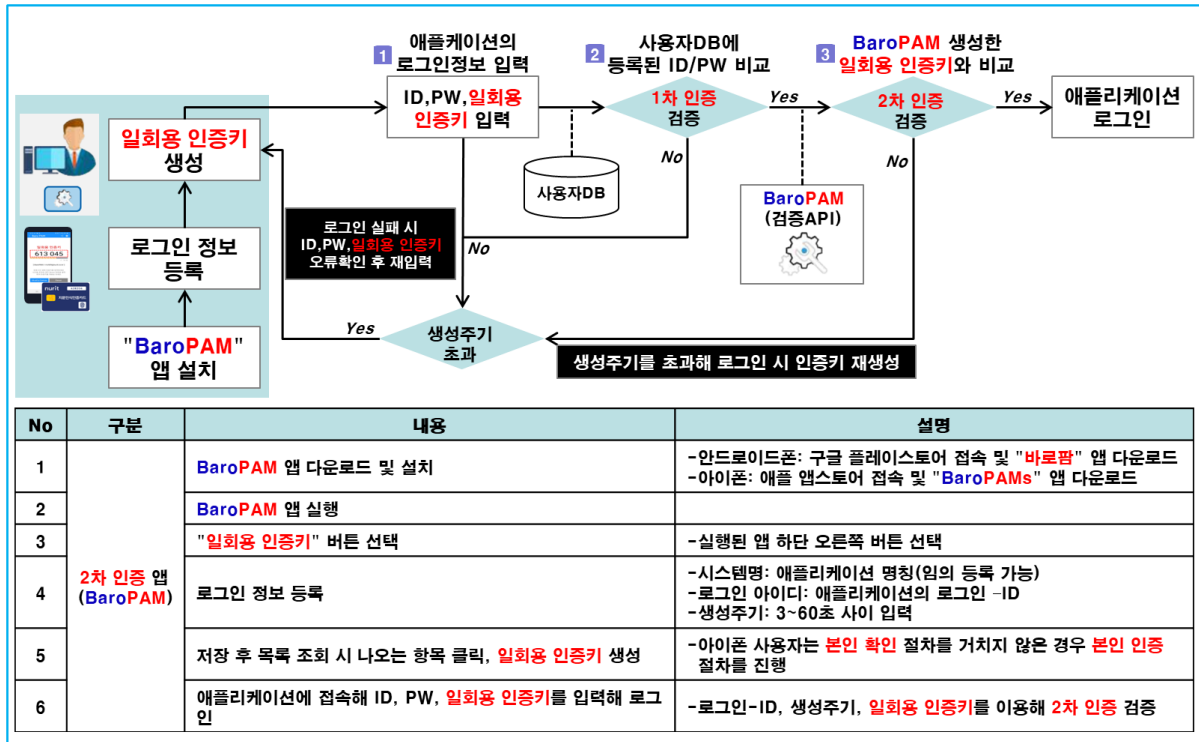 1 애플케이션의
로그인정보 입력
2 사용자DB에
등록된 ID/PW 비교
3 BaroPAM 생성한
일회용 인증키와 비교
ID,PW,일회용
인증키 입력
1차 인증
검증
Yes
2차 인증
검증
Yes
애플리케이션
로그인
일회용 인증키
생성
No
No
사용자DB
BaroPAM
(검증API)
로그인 실패 시
ID,PW,일회용 인증키
오류확인 후 재입력
No
로그인 정보
등록
613 045
nurit
"BaroPAM"
앱 설치
Yes
생성주기
초과
생성주기를 초과해 로그인 시 인증키 재생성
No 구분 내용 설명
1 BaroPAM 앱 다운로드 및 설치 -안드로이드폰: 구글 플레이스토어 접속 및 "바로팜" 앱 다운로드
-아이폰: 애플 앱스토어 접속 및 "BaroPAMs" 앱 다운로드
2 BaroPAM 앱 실행
3 "일회용 인증키" 버튼 선택 -실행된 앱 하단 오른쪽 버튼 선택
2차 인증 앱
(BaroPAM)
4 로그인 정보 등록 -시스템명: 애플리케이션 명칭(임의 등록 가능)
-로그인 아이디: 애플리케이션의 로그인 –ID
-생성주기: 3~60초 사이 입력
5 저장 후 목록 조회 시 나오는 항목 클릭, 일회용 인증키 생성 -아이폰 사용자는 본인 확인 절차를 거치지 않은 경우 본인 인증
절차를 진행
6 애플리케이션에 접속해 ID, PW, 일회용 인증키를 입력해 로그
인 -로그인-ID, 생성주기, 일회용 인증키를 이용해 2차 인증 검증